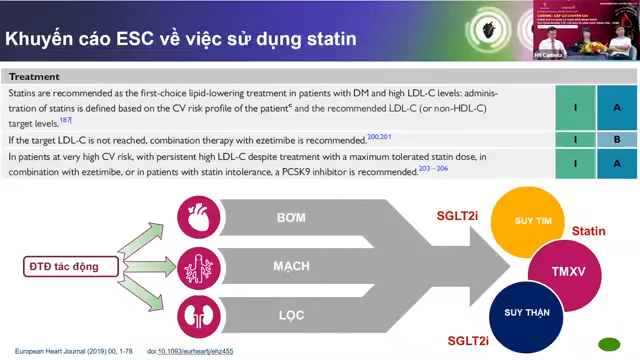 Khuyến cáo ESC về việc sử dụng statin
HN Camera
Treatment
Statins are recommended as the first-choice lipid-lowering treatment in patients with DM and high LDL-C levels: adminis-
tration of statins is defined based on the CV risk profile of the patientᶜ and the recommended LDL-C (or non-HDL-C)
target levels.187
I A
If the target LDL-C is not reached, combination therapy with ezetimibe is recommended.200,201
I B
In patients at very high CV risk, with persistent high LDL-C despite treatment with a maximum tolerated statin dose, in
combination with ezetimibe, or in patients with statin intolerance, a PCSK9 inhibitor is recommended.203–206
I A
ĐTĐ tác động
BƠM
MẠCH
LỌC
SGLT2i
SUY TIM
Statin
TMXV
SUY THẬN
SGLT2i
European Heart Journal (2019) 00, 1-78 doi:10.1093/eurheartj/ehz455